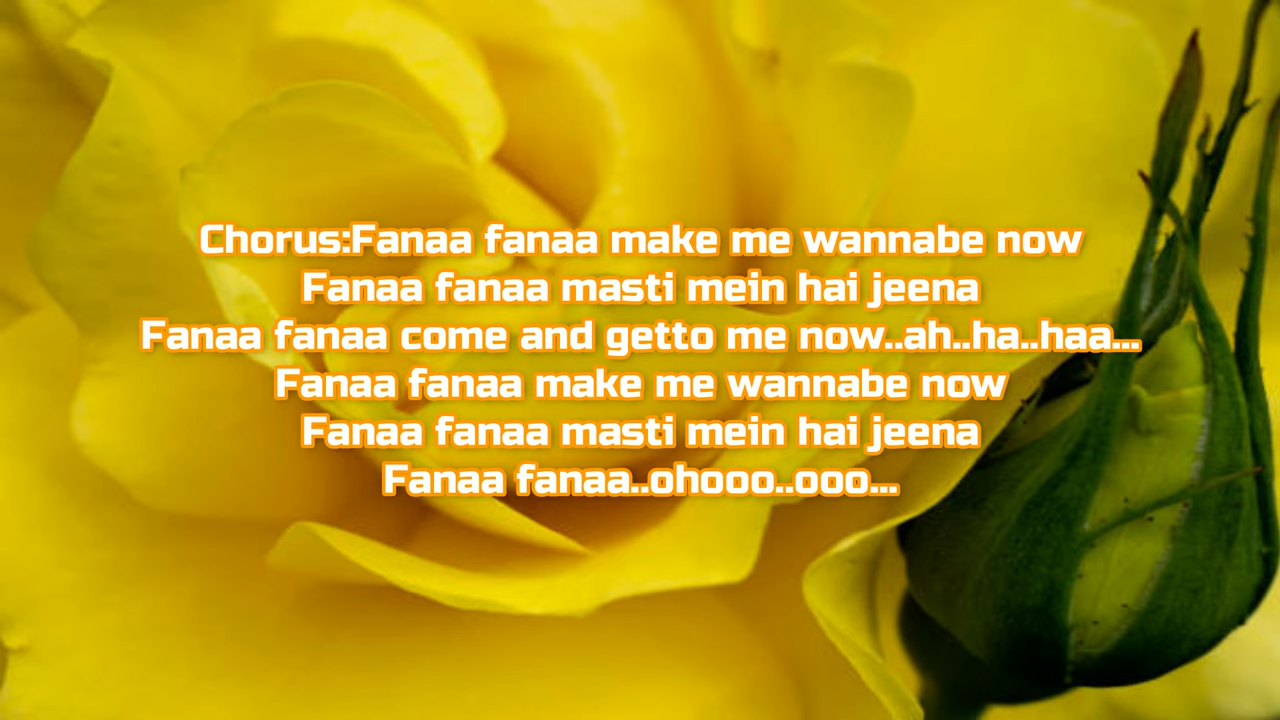 Chorus:Fanaa fanaa make me wannabe now
Fanaa fanaa masti mein hai jeena
Fanaa fanaa come and getto me now..ah..ha..haa...
Fanaa fanaa make me wannabe now
Fanaa fanaa masti mein hai jeena
Fanaa fanaa..ohooo..ooo...